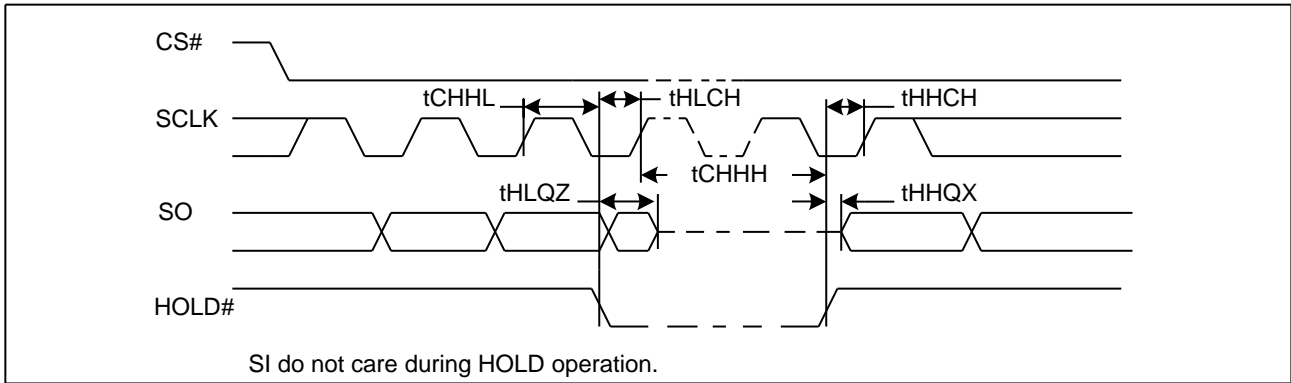 CS#
tCHHL
tHLCH
tHHCH
SCLK
tCHHH
tHLQZ
tHHQX
SO
HOLD#
SI do not care during HOLD operation.